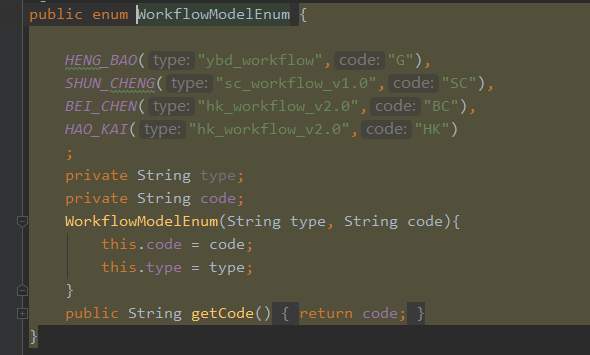 public enum WorkflowModelEnum {
HENG_BAO( type: "ybd_workflow", code: "G"),
SHUN_CHENG( type: "sc_workflow_v1.0", code: "SC"),
BEI_CHEN( type: "hk_workflow_v2.0", code: "BC"),
HAO_KAI( type: "hk_workflow_v2.0", code: "HK")
;
private String type;
private String code;
WorkflowModelEnum(String type, String code){
this.code = code;
this.type = type;
}
public String getCode() { return code; }
}